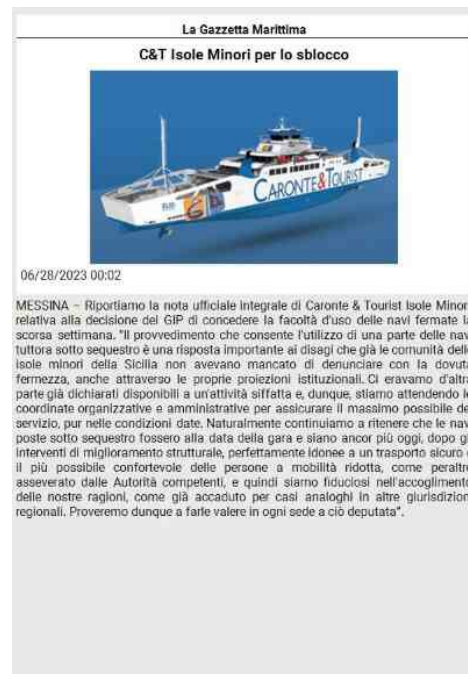 La Gazzetta Marittima
C&T Isole Minori per lo sblocco
CARONTE&TOURIST
06/28/2023 00:02
MESSINA – Riportiamo la nota ufficiale integrale di Caronte & Tourist Isole Minori
relativa alla decisione del GIP di concedere la facoltà d'uso delle navi fermate la
scorsa settimana. "Il provvedimento che consente l'utilizzo di una parte delle navi
tuttora sotto sequestro è una risposta importante ai disagi che già le comunità delle
isole minori della Sicilia non avevano mancato di denunciare con la dovuta
fermezza, anche attraverso le proprie proiezioni istituzionali. Ci eravamo d'altra
parte già dichiarati disponibili a un'attività siffatta e, dunque, stiamo attendendo le
coordinate organizzative e amministrative per assicurare il massimo possibile del
servizio, pur nelle condizioni date. Naturalmente continuiamo a ritenere che le navi
poste sotto sequestro fossero alla data della gara e siano ancor più oggi, dopo gli
interventi di miglioramento strutturale, perfettamente idonee a un trasporto sicuro e
il più possibile confortevole delle persone a mobilità ridotta, come peraltro
asseverato dalle Autorità competenti, e quindi siamo fiduciosi nell'accoglimento
delle nostre ragioni, come già accaduto per casi analoghi in altre giurisdizioni
regionali. Proveremo dunque a farle valere in ogni sede a ciò deputata".